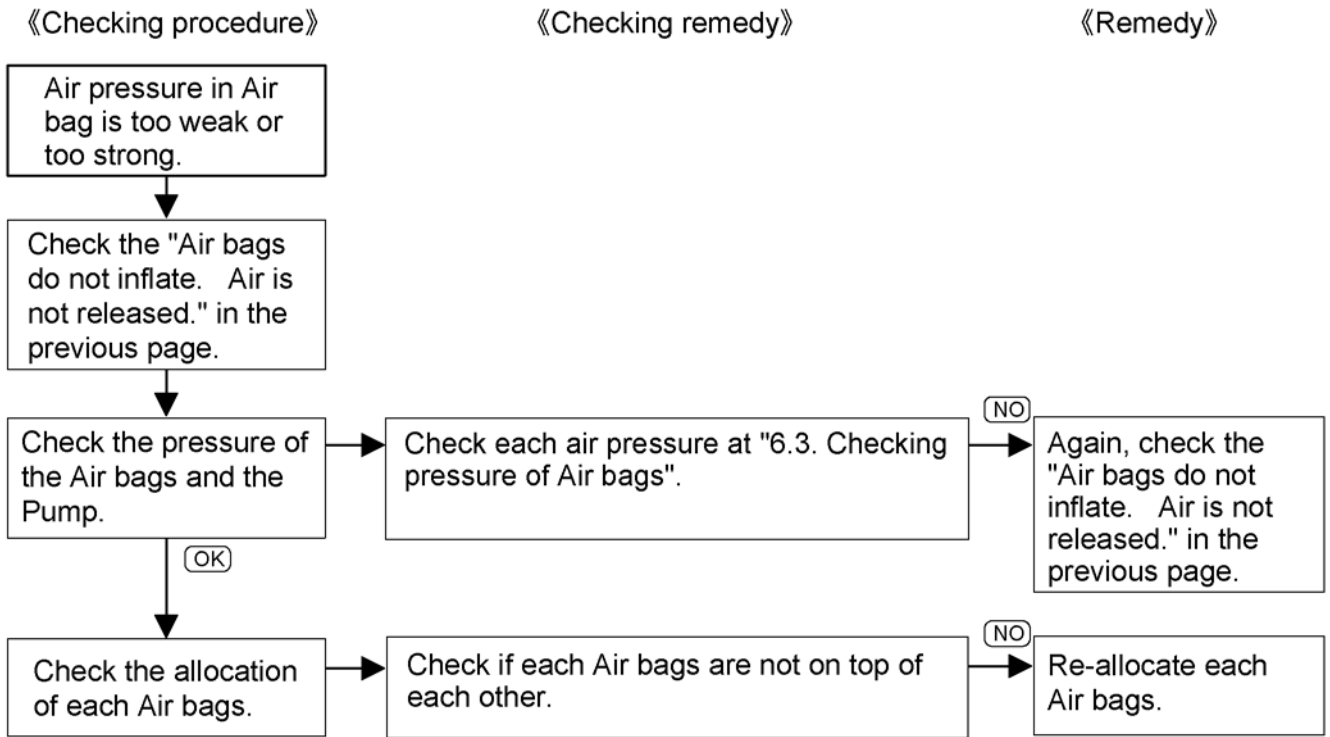 《Checking procedure》
《Checking remedy》
《Remedy》
Air pressure in Air
bag is too weak or
too strong.
Check the "Air bags
do not inflate. Air is
not released." in the
previous page.
Check the pressure of
the Air bags and the
Pump.
Check each air pressure at "6.3. Checking
pressure of Air bags".
NO
Again, check the
"Air bags do not
inflate. Air is not
released." in the
previous page.
OK
Check the allocation
of each Air bags.
Check if each Air bags are not on top of
each other.
NO
Re-allocate each
Air bags.